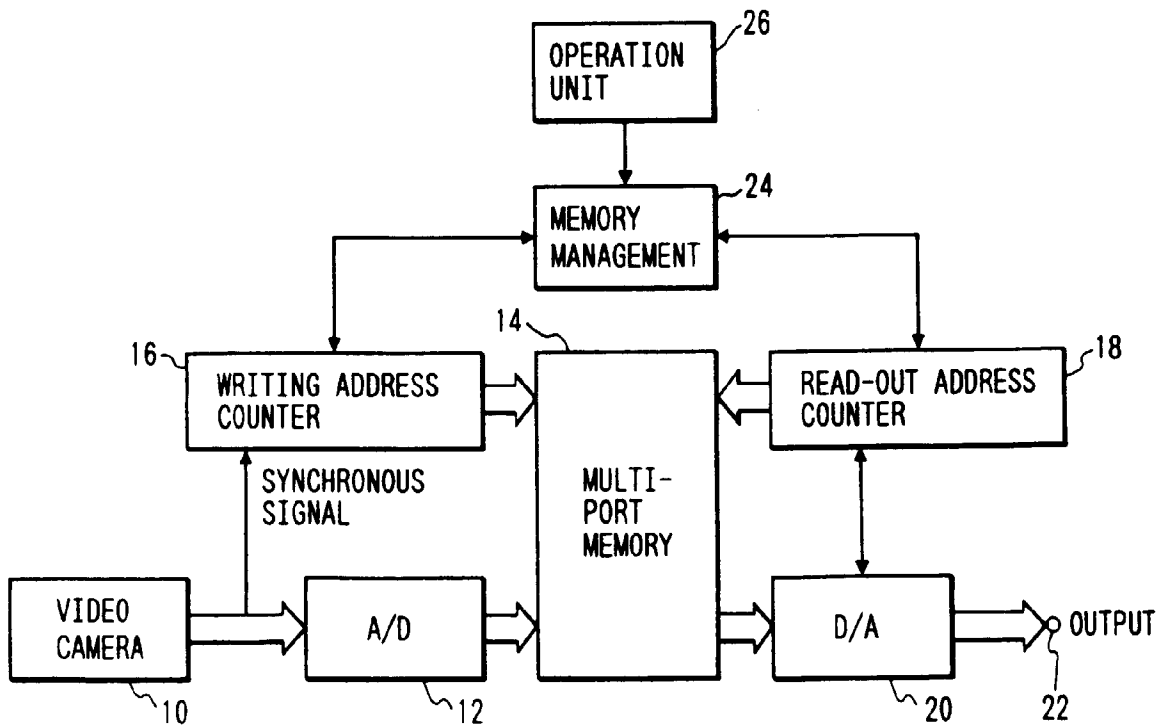 26
OPERATION
UNIT
24
MEMORY
MANAGEMENT
14
16
18
WRITING ADDRESS
COUNTER
READ-OUT ADDRESS
COUNTER
SYNCHRONOUS
SIGNAL
MULTI-
PORT
MEMORY
VIDEO
CAMERA
A/D
D/A
OUTPUT
10
12
20
22